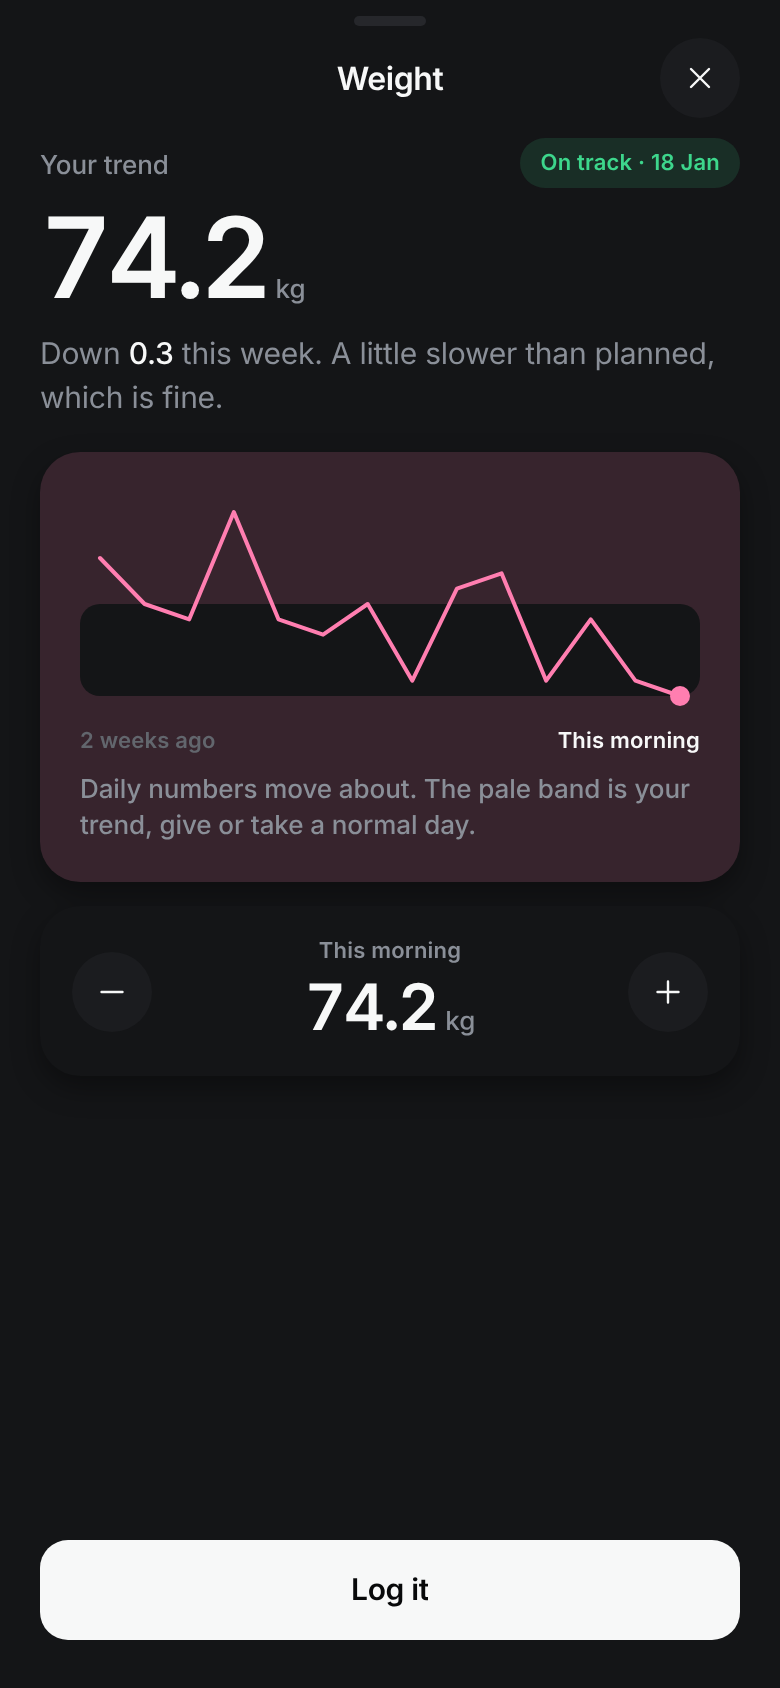 Weight
Your trend
On track · 18 Jan
74.2 kg
Down 0.3 this week. A little slower than planned,
which is fine.
2 weeks ago
This morning
Daily numbers move about. The pale band is your
trend, give or take a normal day.
This morning
74.2 kg
Log it